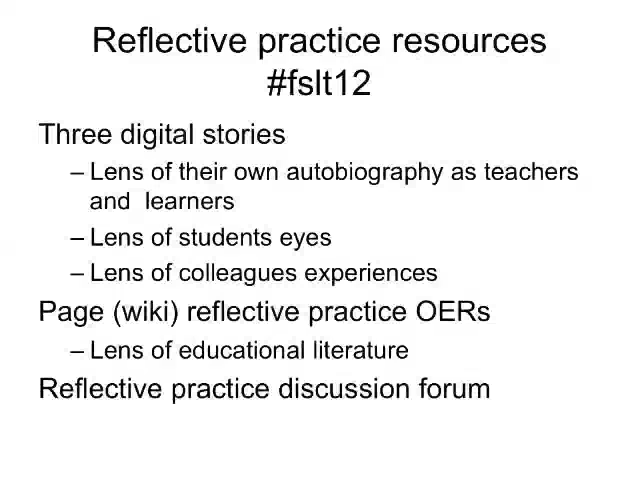 Reflective practice resources
#fslt12
Three digital stories
– Lens of their own autobiography as teachers
and learners
– Lens of students eyes
– Lens of colleagues experiences
Page (wiki) reflective practice OERs
– Lens of educational literature
Reflective practice discussion forum